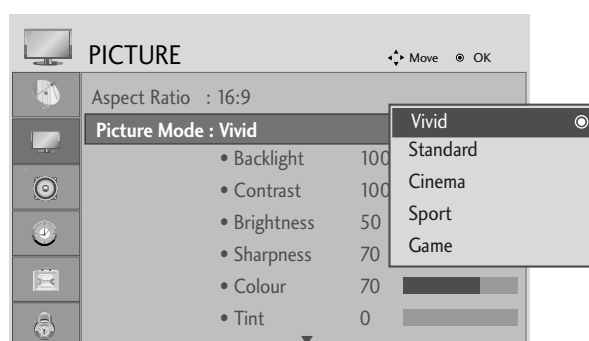 PICTURE
Move ◉ OK
Aspect Ratio : 16:9
Picture Mode : Vivid
• Backlight 100
• Contrast 100
• Brightness 50
• Sharpness 70
• Colour 70
• Tint 0
Vivid
Standard
Cinema
Sport
Game